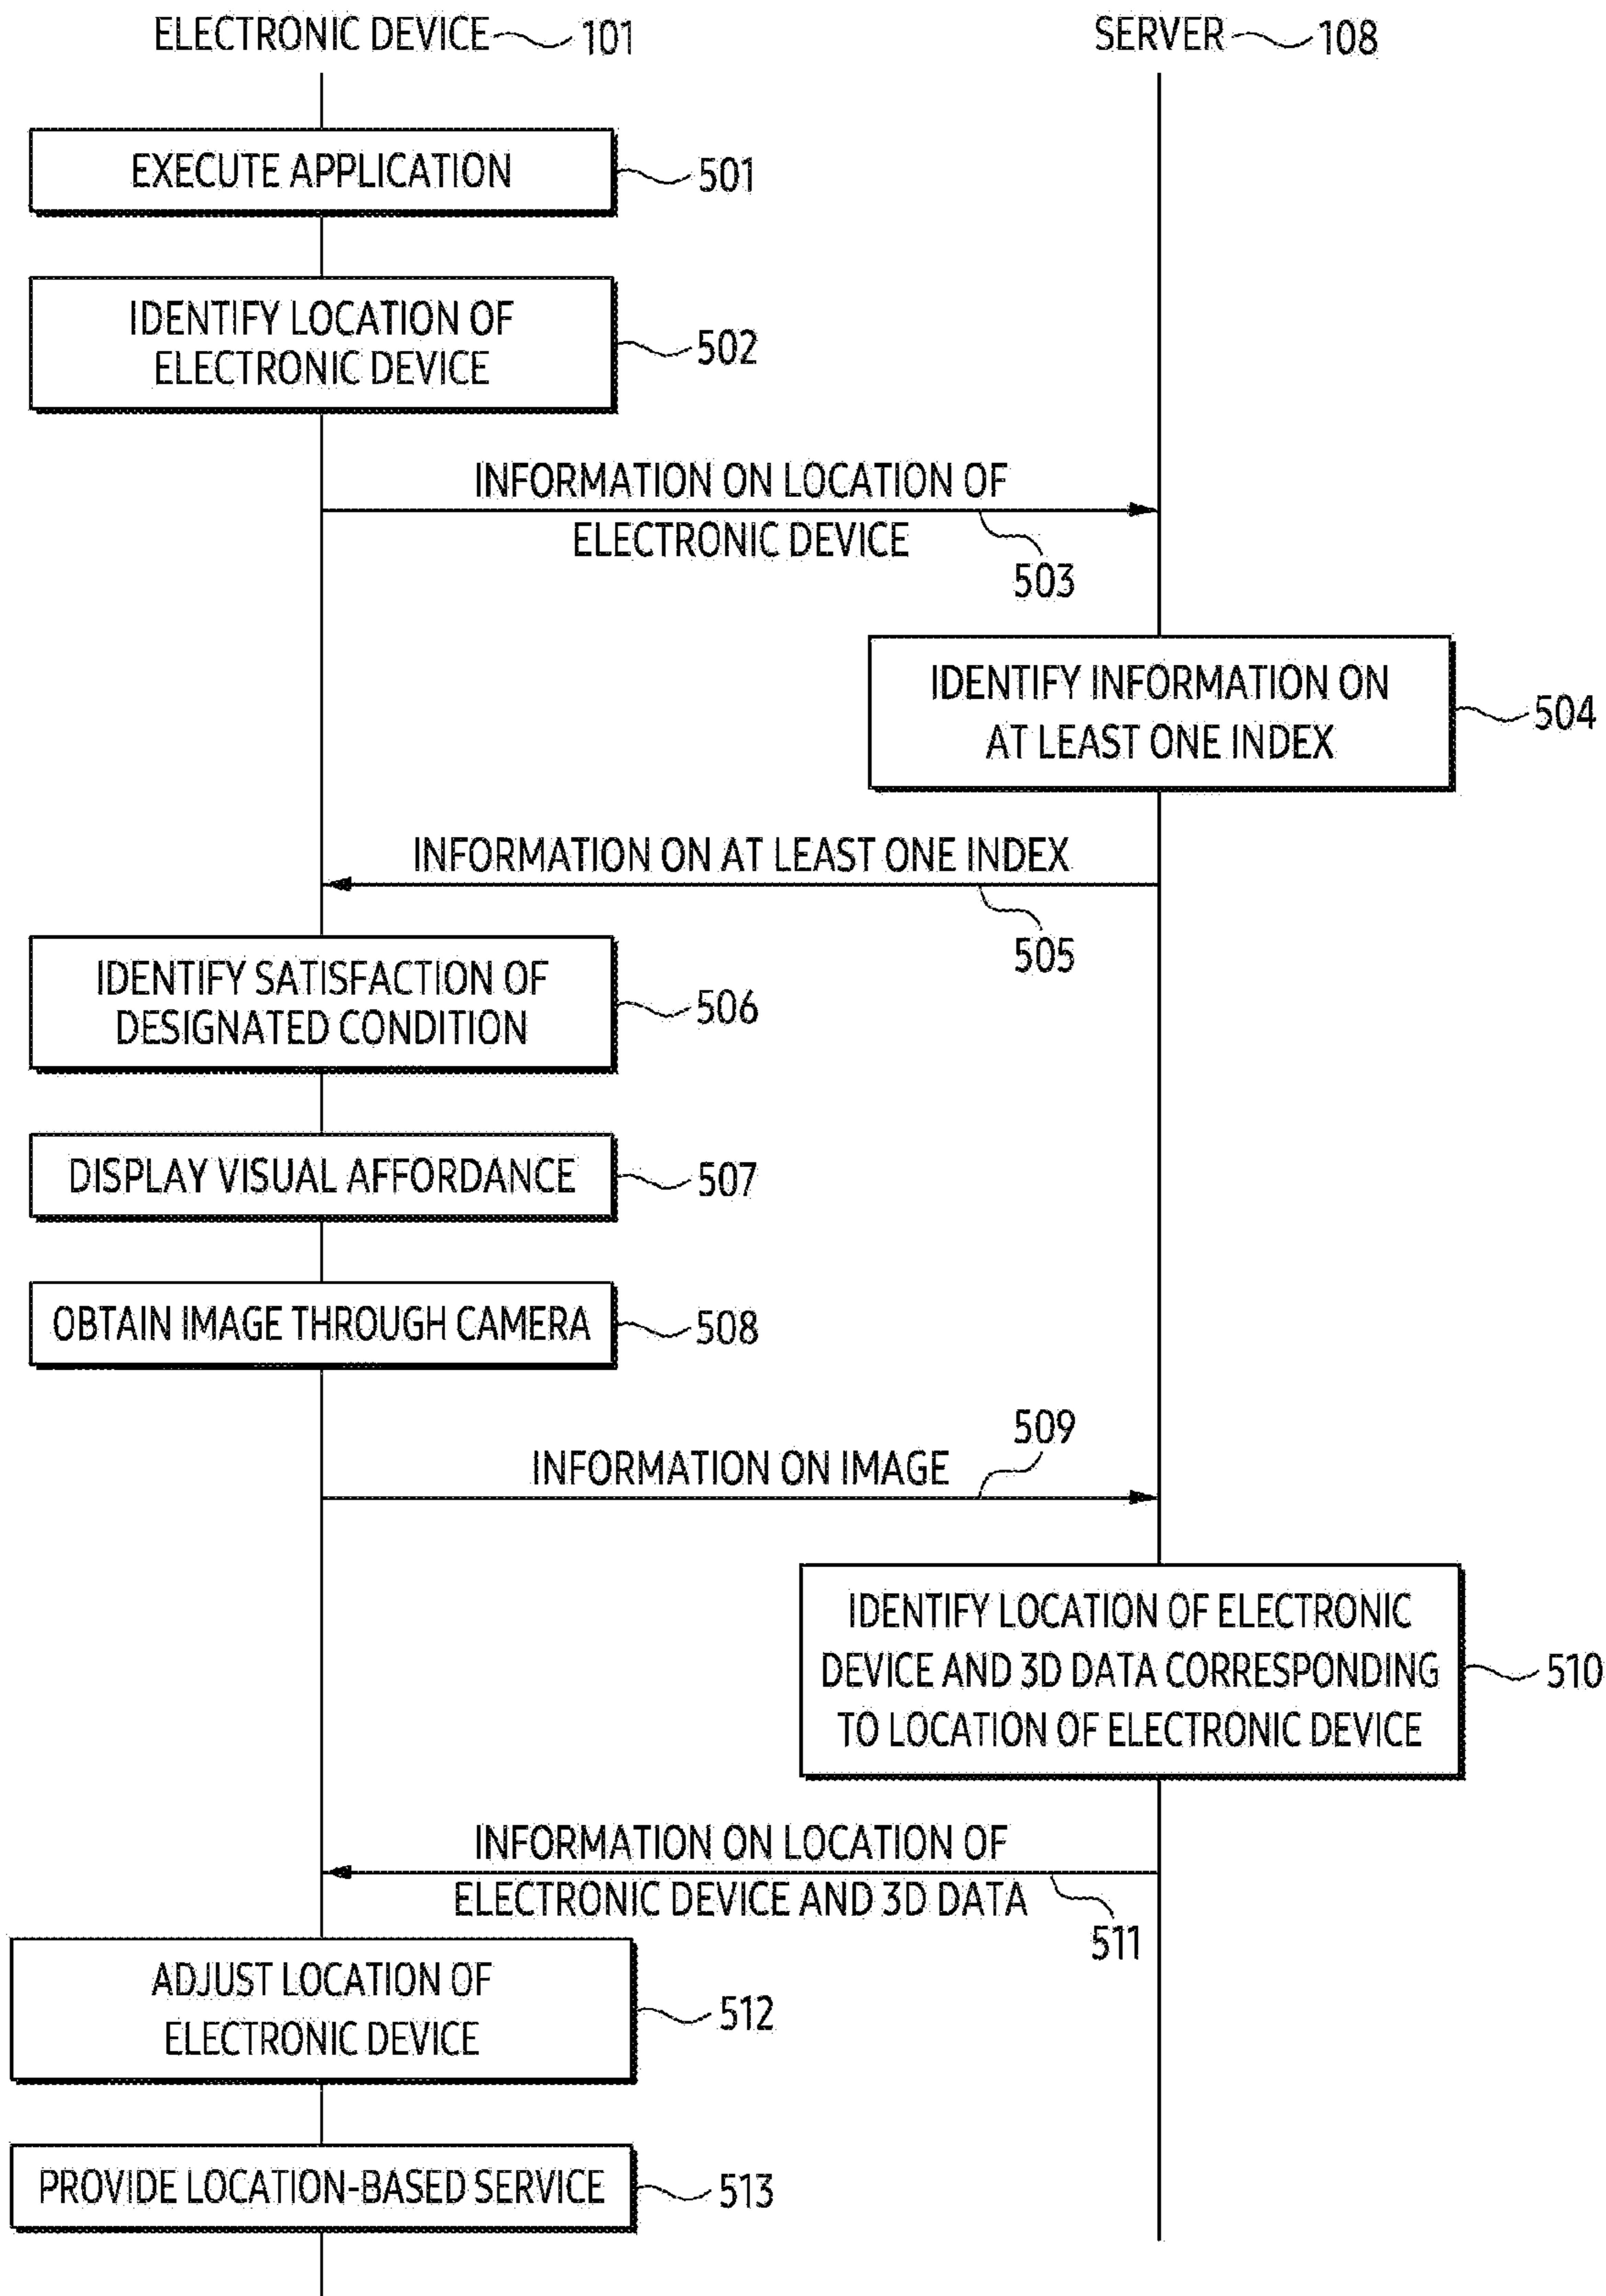 ELECTRONIC DEVICE 101
SERVER 108
EXECUTE APPLICATION
501
IDENTIFY LOCATION OF
ELECTRONIC DEVICE
502
INFORMATION ON LOCATION OF
ELECTRONIC DEVICE
503
IDENTIFY INFORMATION ON
AT LEAST ONE INDEX
504
INFORMATION ON AT LEAST ONE INDEX
505
IDENTIFY SATISFACTION OF
DESIGNATED CONDITION
506
DISPLAY VISUAL AFFORDANCE
507
OBTAIN IMAGE THROUGH CAMERA
508
509
INFORMATION ON IMAGE
IDENTIFY LOCATION OF ELECTRONIC
DEVICE AND 3D DATA CORRESPONDING
TO LOCATION OF ELECTRONIC DEVICE
510
INFORMATION ON LOCATION OF
ELECTRONIC DEVICE AND 3D DATA
511
ADJUST LOCATION OF
ELECTRONIC DEVICE
512
PROVIDE LOCATION-BASED SERVICE
513